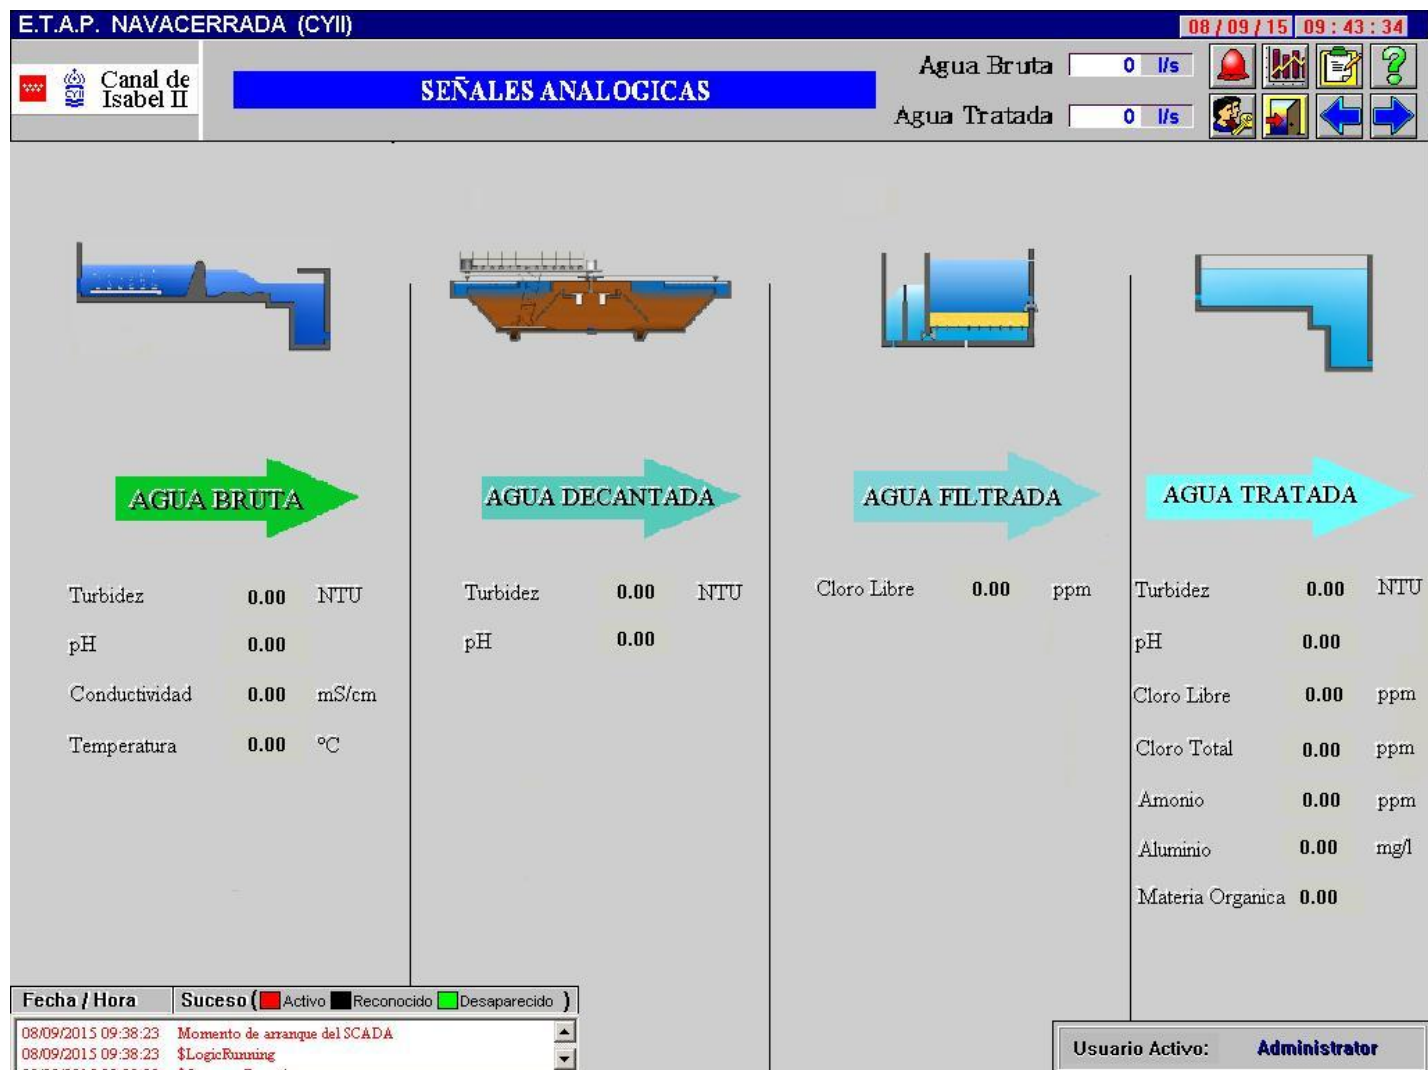 E.T.A.P. NAVACERRADA (CYII)
08/09/15 09:43:34
Canal de
Isabel II
SEÑALES ANALOGICAS
Agua Bruta 0 l/s
Agua Tratada 0 l/s
AGUA BRUTA
Turbidez 0.00 NTU
pH 0.00
Conductividad 0.00 mS/cm
Temperatura 0.00 ºC
AGUA DECANTADA
Turbidez 0.00 NTU
pH 0.00
AGUA FILTRADA
Cloro Libre 0.00 ppm
AGUA TRATADA
Turbidez 0.00 NTU
pH 0.00
Cloro Libre 0.00 ppm
Cloro Total 0.00 ppm
Amonio 0.00 ppm
Aluminio 0.00 mg/l
Materia Organica 0.00
Fecha / Hora Suceso ( Activo Reconocido Desaparecido )
08/09/2015 09:38:23 Momento de arranque del SCADA
08/09/2015 09:38:23 $LogicRunning
Usuario Activo: Administrator